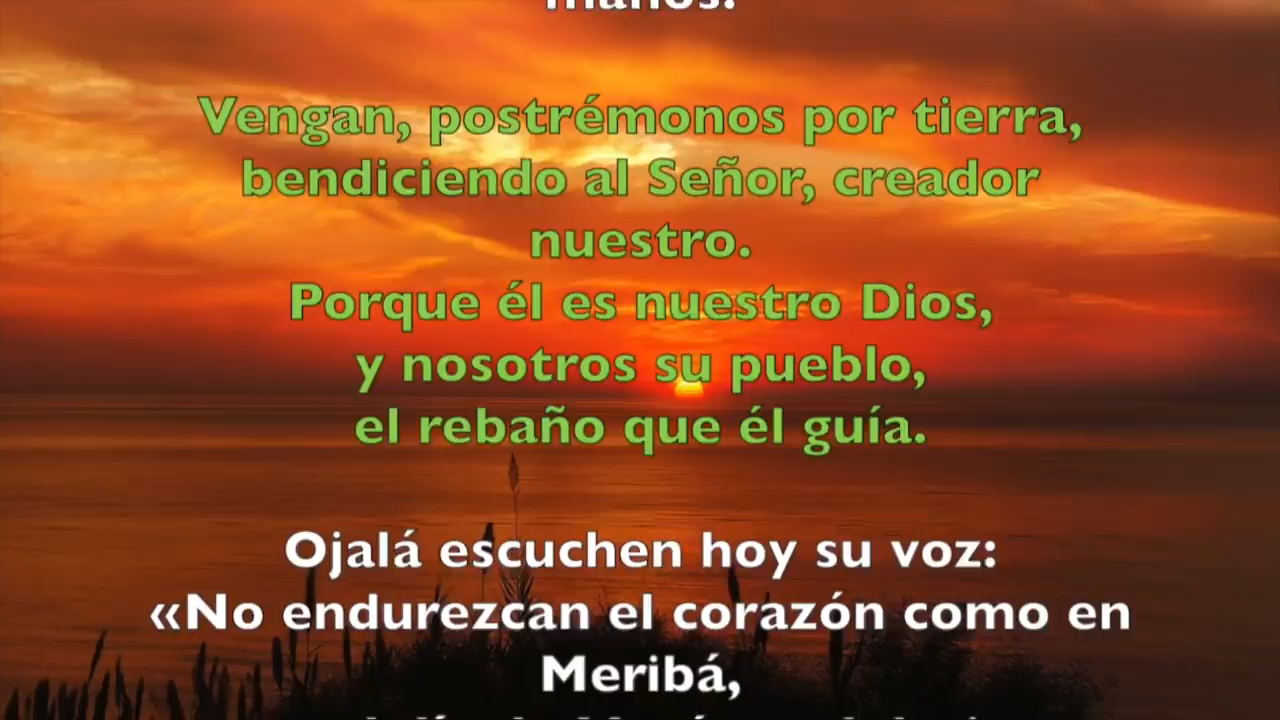 manos.
Vengan, postrémonos por tierra,
bendiciendo al Señor, creador
nuestro.
Porque él es nuestro Dios,
y nosotros su pueblo,
el rebaño que él guía.
Ojalá escuchen hoy su voz:
«No endurezcan el corazón como en
Meribá,